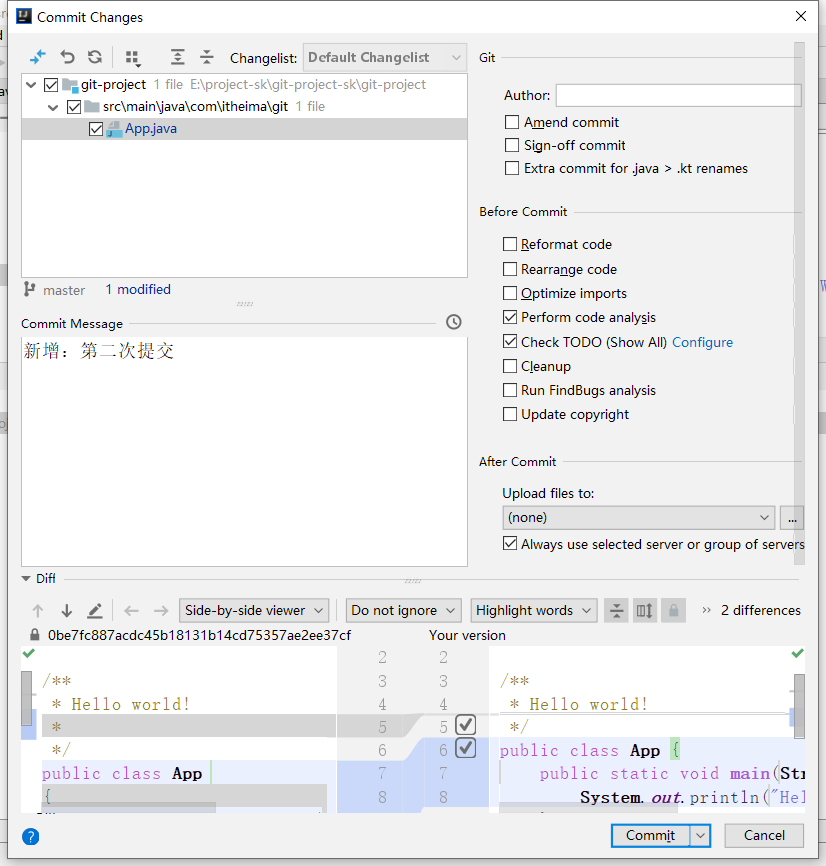 Commit Changes
Changelist: Default Changelist
git-project 1 file E:\project-sk\git-project-sk\git-project
src\main\java\com\itheima\git 1 file
App.java
master 1 modified
Commit Message
新增：第二次提交
Git
Author:
Amend commit
Sign-off commit
Extra commit for .java > .kt renames
Before Commit
Reformat code
Rearrange code
Optimize imports
Perform code analysis
Check TODO (Show All) Configure
Cleanup
Run FindBugs analysis
Update copyright
After Commit
Upload files to:
(none) ...
Always use selected server or group of servers
Diff
Side-by-side viewer Do not ignore Highlight words » 2 differences
0be7fc887acdc45b18131b14cd75357ae2ee37cf Your version
2 2
/** 3 3 /**
* Hello world! 4 4 * Hello world!
* 5 5 */
*/ 6 6 public class App {
public class App 7 7 public static void main(Str
{ 8 8 System.out.println("Hel
? Commit Cancel